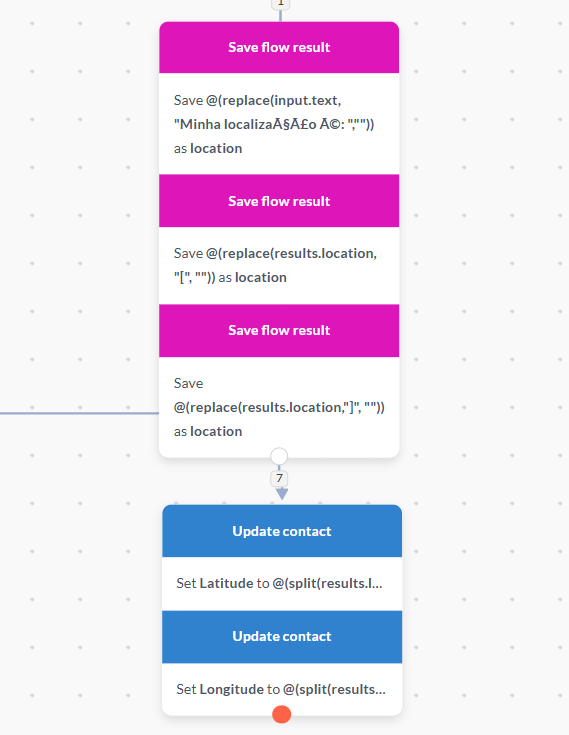 1
Save flow result
Save @(replace(input.text,
"Minha localizaÃ§Ã£o Ã©: ",""))
as location
Save flow result
Save @(replace(results.location,
"[", "")) as location
Save flow result
Save
@(replace(results.location,"]", ""))
as location
7
Update contact
Set Latitude to @(split(results.l...
Update contact
Set Longitude to @(split(results...